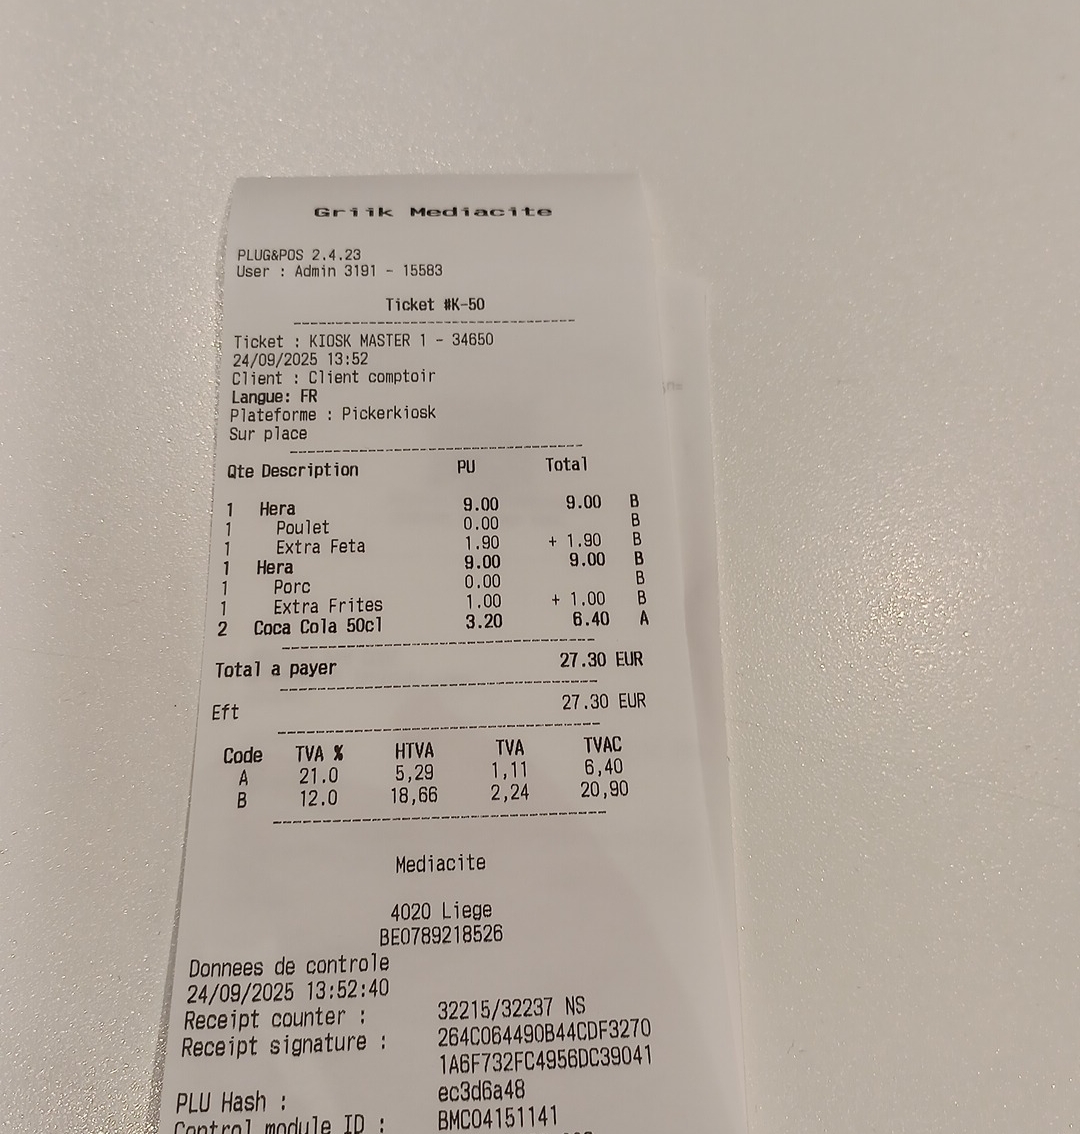 Griik Mediacite
PLUG&POS 2.4.23
User : Admin 3191 - 15583
Ticket #K-50
Ticket : KIOSK MASTER 1 - 34650
24/09/2025 13:52
Client : Client comptoir
Langue: FR
Plateforme : Pickerkiosk
Sur place
Qte Description PU Total
1 Hera 9.00 9.00 B
1 Poulet 0.00 B
1 Extra Feta 1.90 + 1.90 B
1 Hera 9.00 9.00 B
1 Porc 0.00 B
1 Extra Frites 1.00 + 1.00 B
2 Coca Cola 50cl 3.20 6.40 A
Total a payer 27.30 EUR
Eft 27.30 EUR
Code TVA % HTVA TVA TVAC
A 21.0 5,29 1,11 6,40
B 12.0 18,66 2,24 20,90
Mediacite
4020 Liege
BE0789218526
Donnees de controle
24/09/2025 13:52:40
Receipt counter : 32215/32237 NS
Receipt signature : 264C064490B44CDF3270
1A6F732FC4956DC39041
PLU Hash : ec3d6a48
Control module ID : BMC04151141